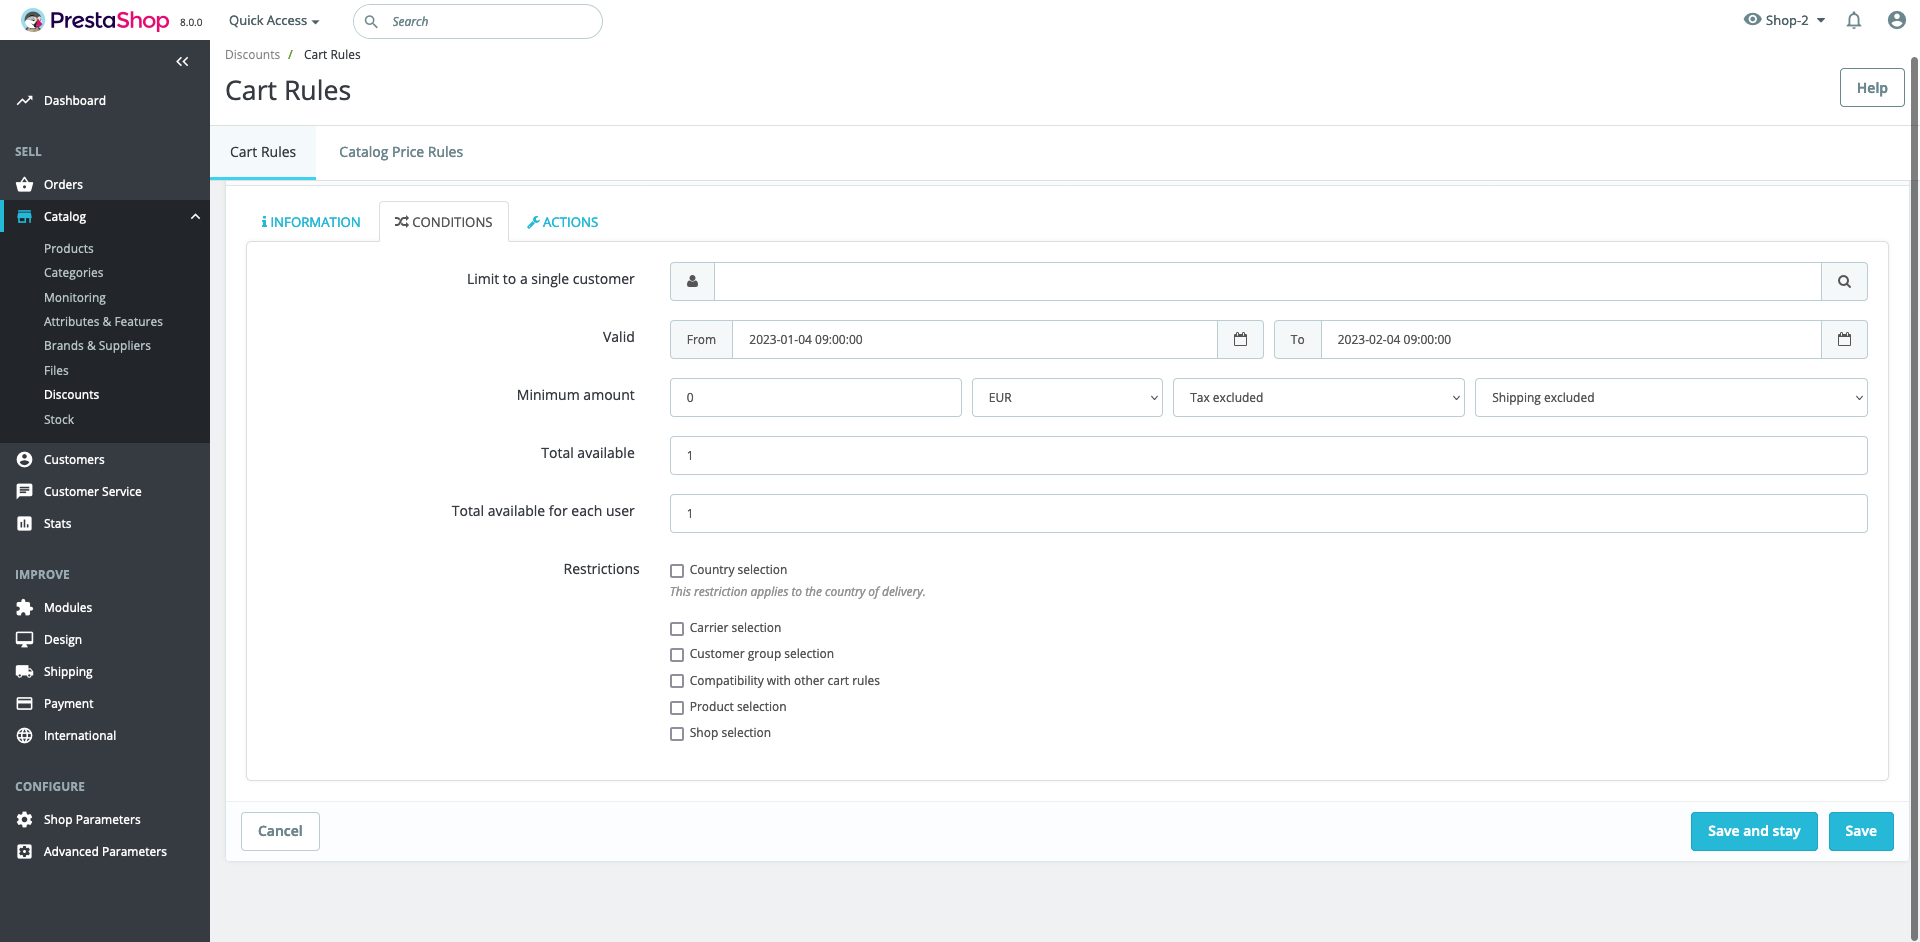 PrestaShop 8.0.0
Quick Access
Search
Shop-2
Discounts / Cart Rules
Cart Rules
Help
Cart Rules
Catalog Price Rules
Dashboard
SELL
Orders
Catalog
Products
Categories
Monitoring
Attributes & Features
Brands & Suppliers
Files
Discounts
Stock
Customers
Customer Service
Stats
IMPROVE
Modules
Design
Shipping
Payment
International
CONFIGURE
Shop Parameters
Advanced Parameters
INFORMATION
CONDITIONS
ACTIONS
Limit to a single customer
Valid
From
2023-01-04 09:00:00
To
2023-02-04 09:00:00
Minimum amount
0
EUR
Tax excluded
Shipping excluded
Total available
1
Total available for each user
1
Restrictions
Country selection
This restriction applies to the country of delivery.
Carrier selection
Customer group selection
Compatibility with other cart rules
Product selection
Shop selection
Cancel
Save and stay
Save